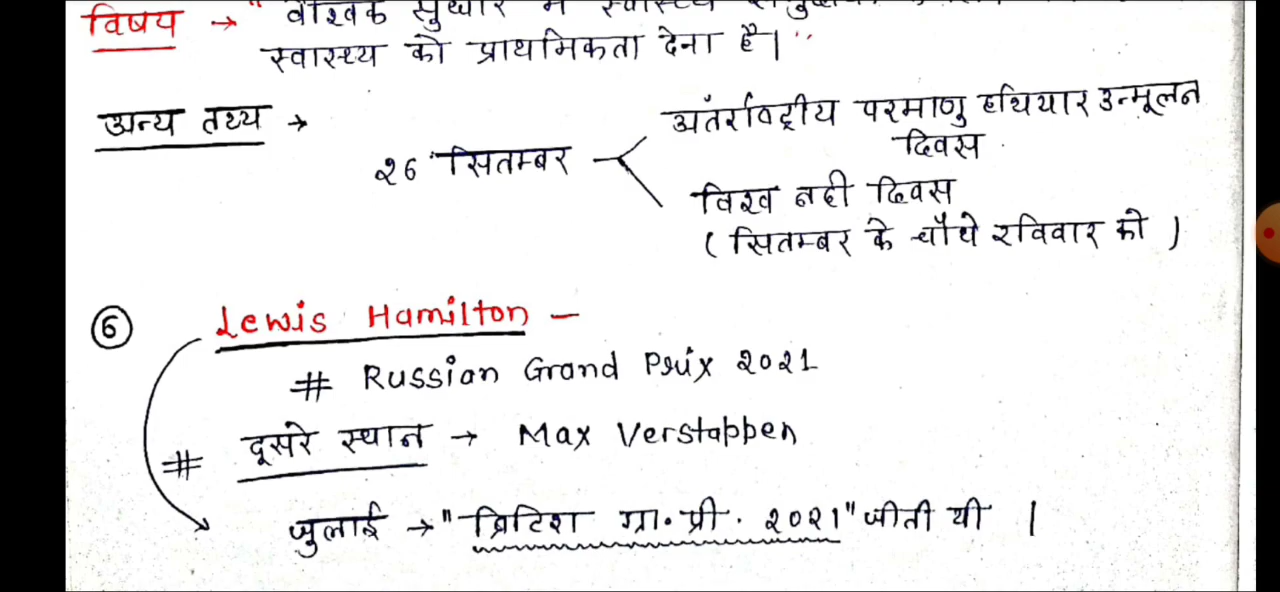 विषय → " वैश्विक सुधार में स्वास्थ्य
स्वास्थ्य को प्राथमिकता देना है। "
अन्य तथ्य →
अंतर्राष्ट्रीय परमाणु हथियार उन्मूलन
दिवस
26 सितम्बर
विश्व नदी दिवस
( सितम्बर के चौथे रविवार को )
6 Lewis Hamilton -
# Russian Grand Prix 2021
# दूसरे स्थान → Max Verstappen
जुलाई → "ब्रिटिश ग्रा. प्री. 2021" जीती थी |